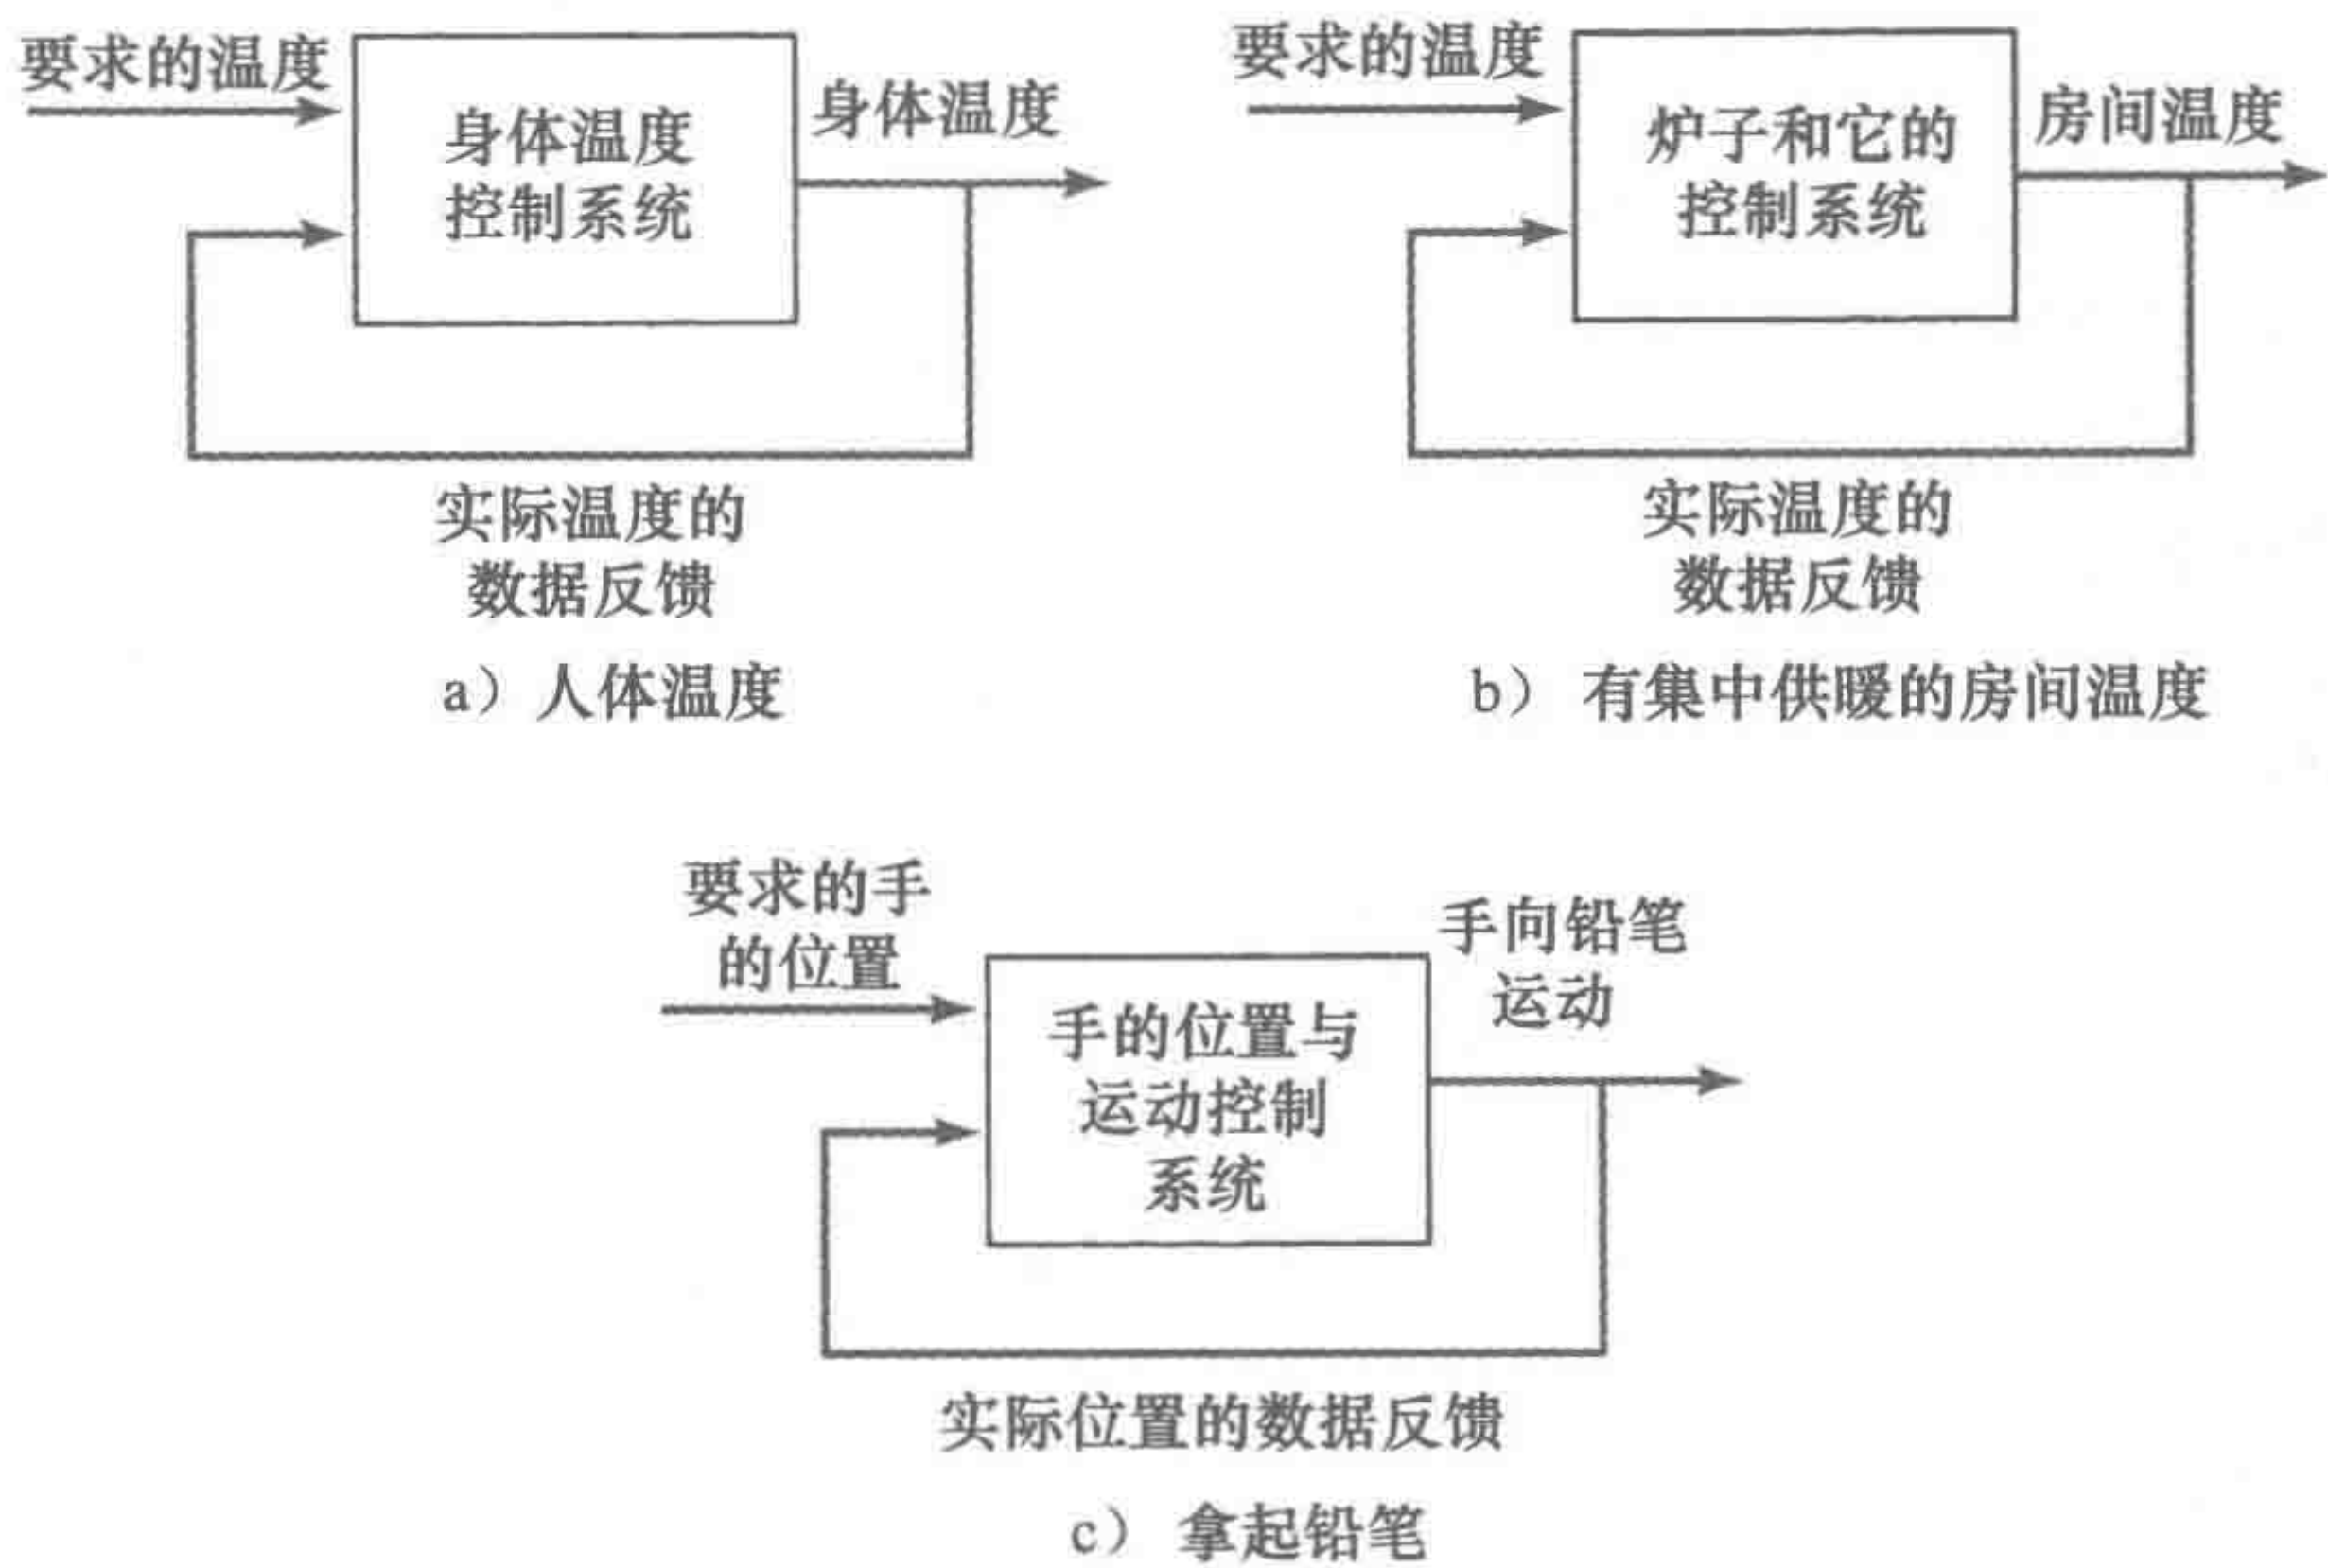 要求的温度
身体温度
控制系统
身体温度
实际温度的
数据反馈
a) 人体温度
要求的温度
炉子和它的
控制系统
房间温度
实际温度的
数据反馈
b) 有集中供暖的房间温度
要求的手
的位置
手的位置与
运动控制
系统
手向铅笔
运动
实际位置的数据反馈
c) 拿起铅笔